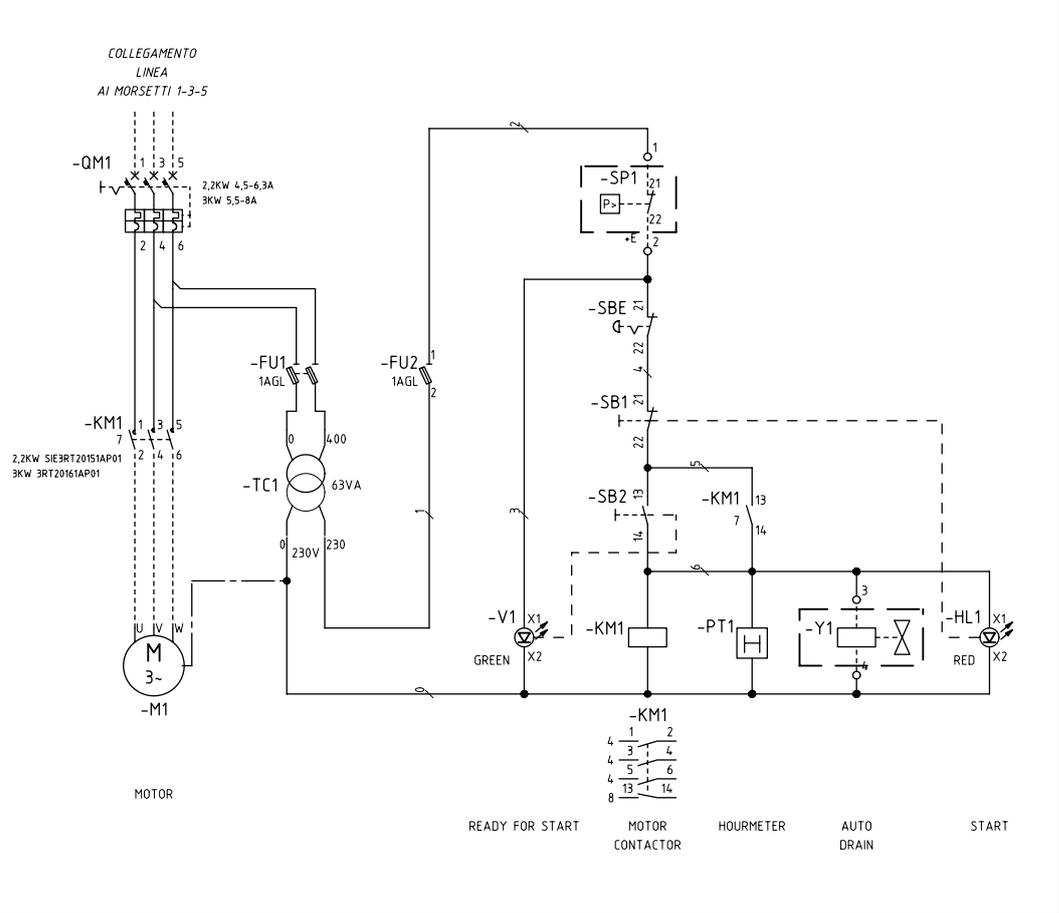 COLLEGAMENTO
LINEA
AI MORSETTI 1-3-5
-QM1
1 3 5
2,2KW 4,5-6,3A
3KW 5,5-8A
2 4 6
2
1
-SP1
21
P>
22
+E
2
-SBE
21
22
4
-FU1
1AGL
-FU2
1AGL
1
2
-SB1
21
22
-KM1
7
1 3 5
2 4 6
2,2KW SIE3RT20151AP01
3KW 3RT20161AP01
0 400
-TC1
63VA
0 230V 230
1
3
5
-SB2
13
14
-KM1
13
7
14
6
U V W
M
3~
-M1
-V1
X1
X2
GREEN
-KM1
-PT1
H
3
-Y1
4
-HL1
X1
X2
RED
0
-KM1
4 1 2
4 3 4
4 5 6
8 13 14
MOTOR
READY FOR START
MOTOR
CONTACTOR
HOURMETER
AUTO
DRAIN
START